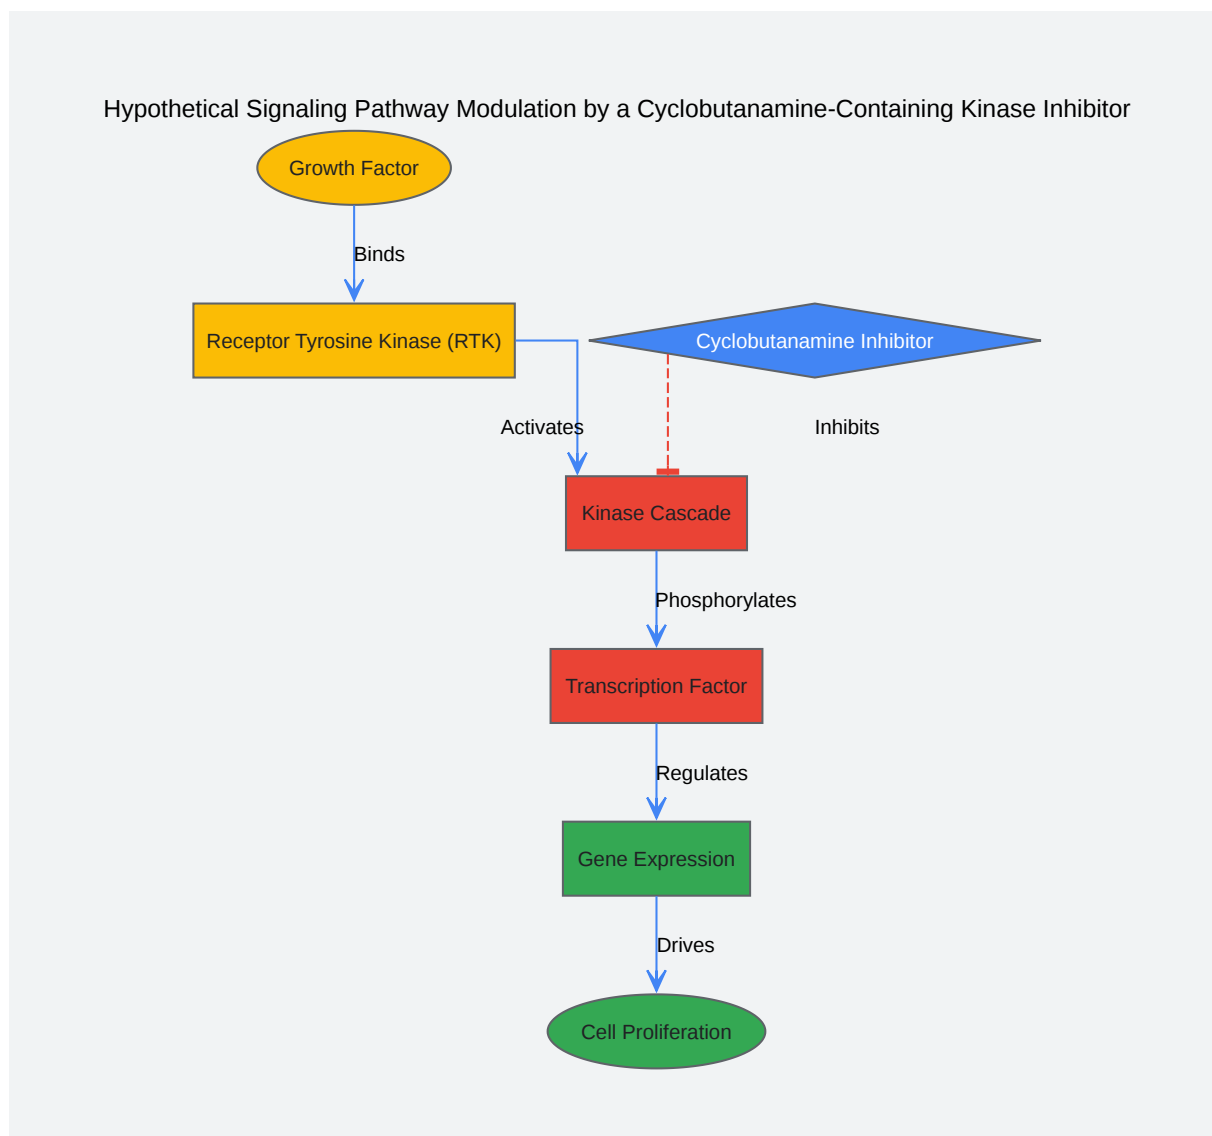 Hypothetical Signaling Pathway Modulation by a Cyclobutanamine-Containing Kinase Inhibitor
Growth Factor
Binds
Receptor Tyrosine Kinase (RTK)
Cyclobutanamine Inhibitor
Activates
Inhibits
Kinase Cascade
Phosphorylates
Transcription Factor
Regulates
Gene Expression
Drives
Cell Proliferation